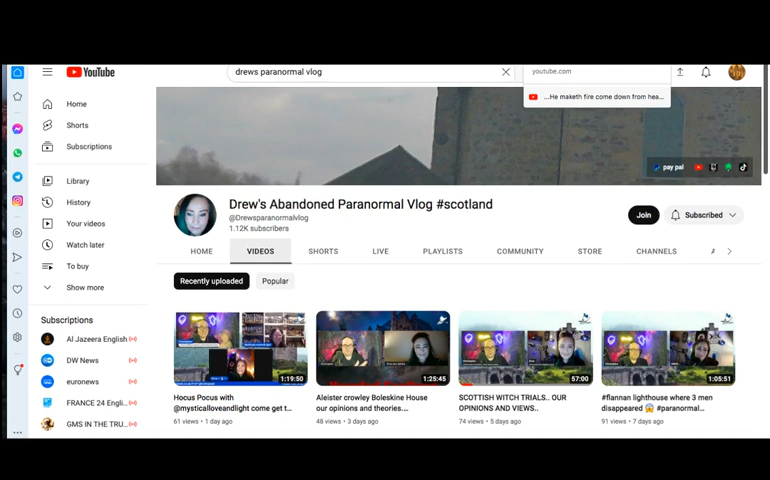 YouTube
drews paranormal vlog
youtube.com
...He maketh fire come down from hea...
Home
Shorts
Subscriptions
Library
History
Your videos
Watch later
To buy
Show more
Subscriptions
Al Jazeera English
DW News
euronews
FRANCE 24 Engli...
GMS IN THE TRU...
pay pal
Drew's Abandoned Paranormal Vlog #scotland
@Drewsparanormalvlog
1.12K subscribers
Join
Subscribed
HOME
VIDEOS
SHORTS
LIVE
PLAYLISTS
COMMUNITY
STORE
CHANNELS
Recently uploaded
Popular
1:19:50
1:25:45
57:00
1:05:51
Hocus Pocus with
@mysticalloveandlight come get t...
61 views • 1 day ago
Aleister crowley Boleskine House
our opinions and theories....
48 views • 3 days ago
SCOTTISH WITCH TRIALS.. OUR
OPINIONS AND VIEWS..
74 views • 5 days ago
#flannan lighthouse where 3 men
disappeared 😱 #paranormal...
91 views • 7 days ago